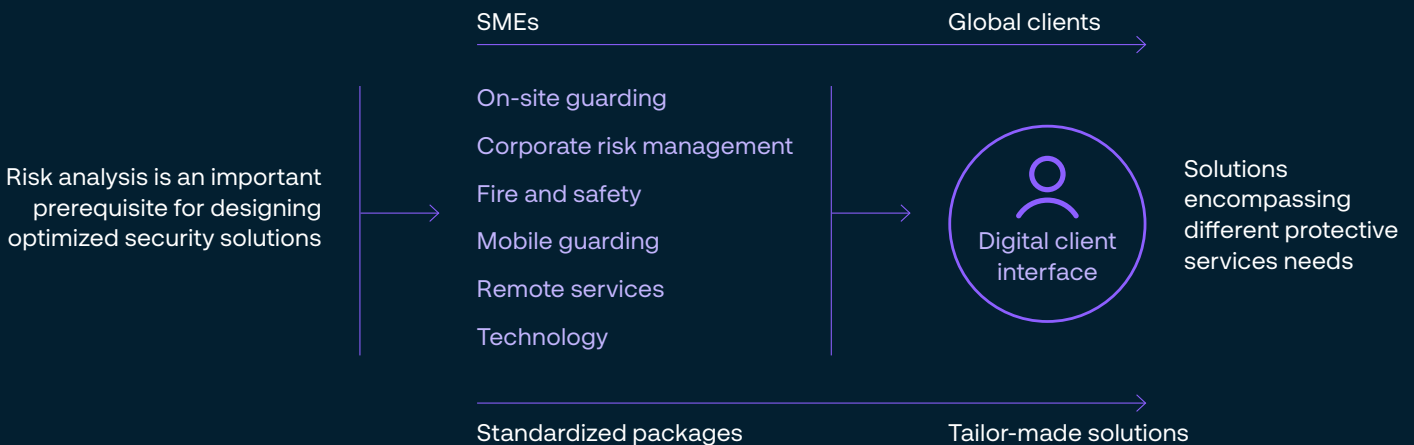 SMEs
Global clients
Risk analysis is an important
prerequisite for designing
optimized security solutions
On-site guarding
Corporate risk management
Fire and safety
Mobile guarding
Remote services
Technology
Digital client
interface
Solutions
encompassing
different protective
services needs
Standardized packages
Tailor-made solutions